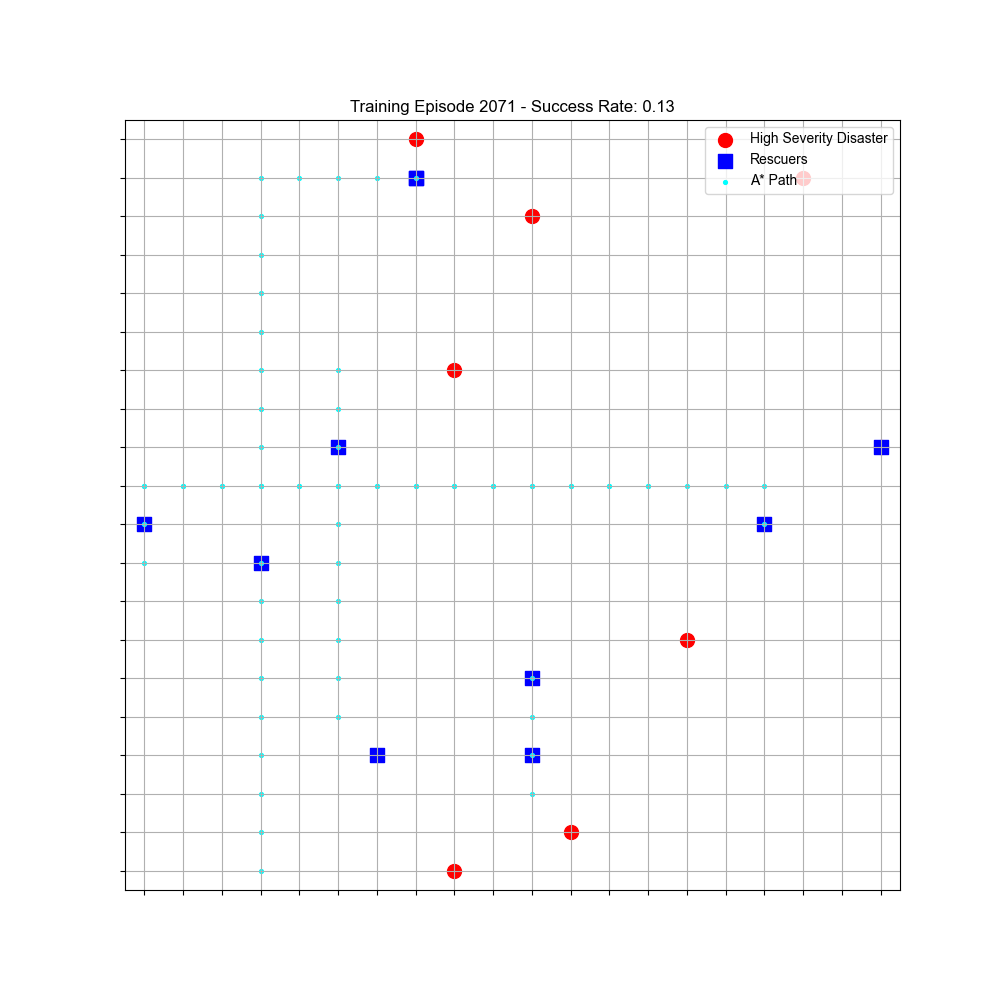 Training Episode 2071 - Success Rate: 0.13
High Severity Disaster
Rescuers
A* Path